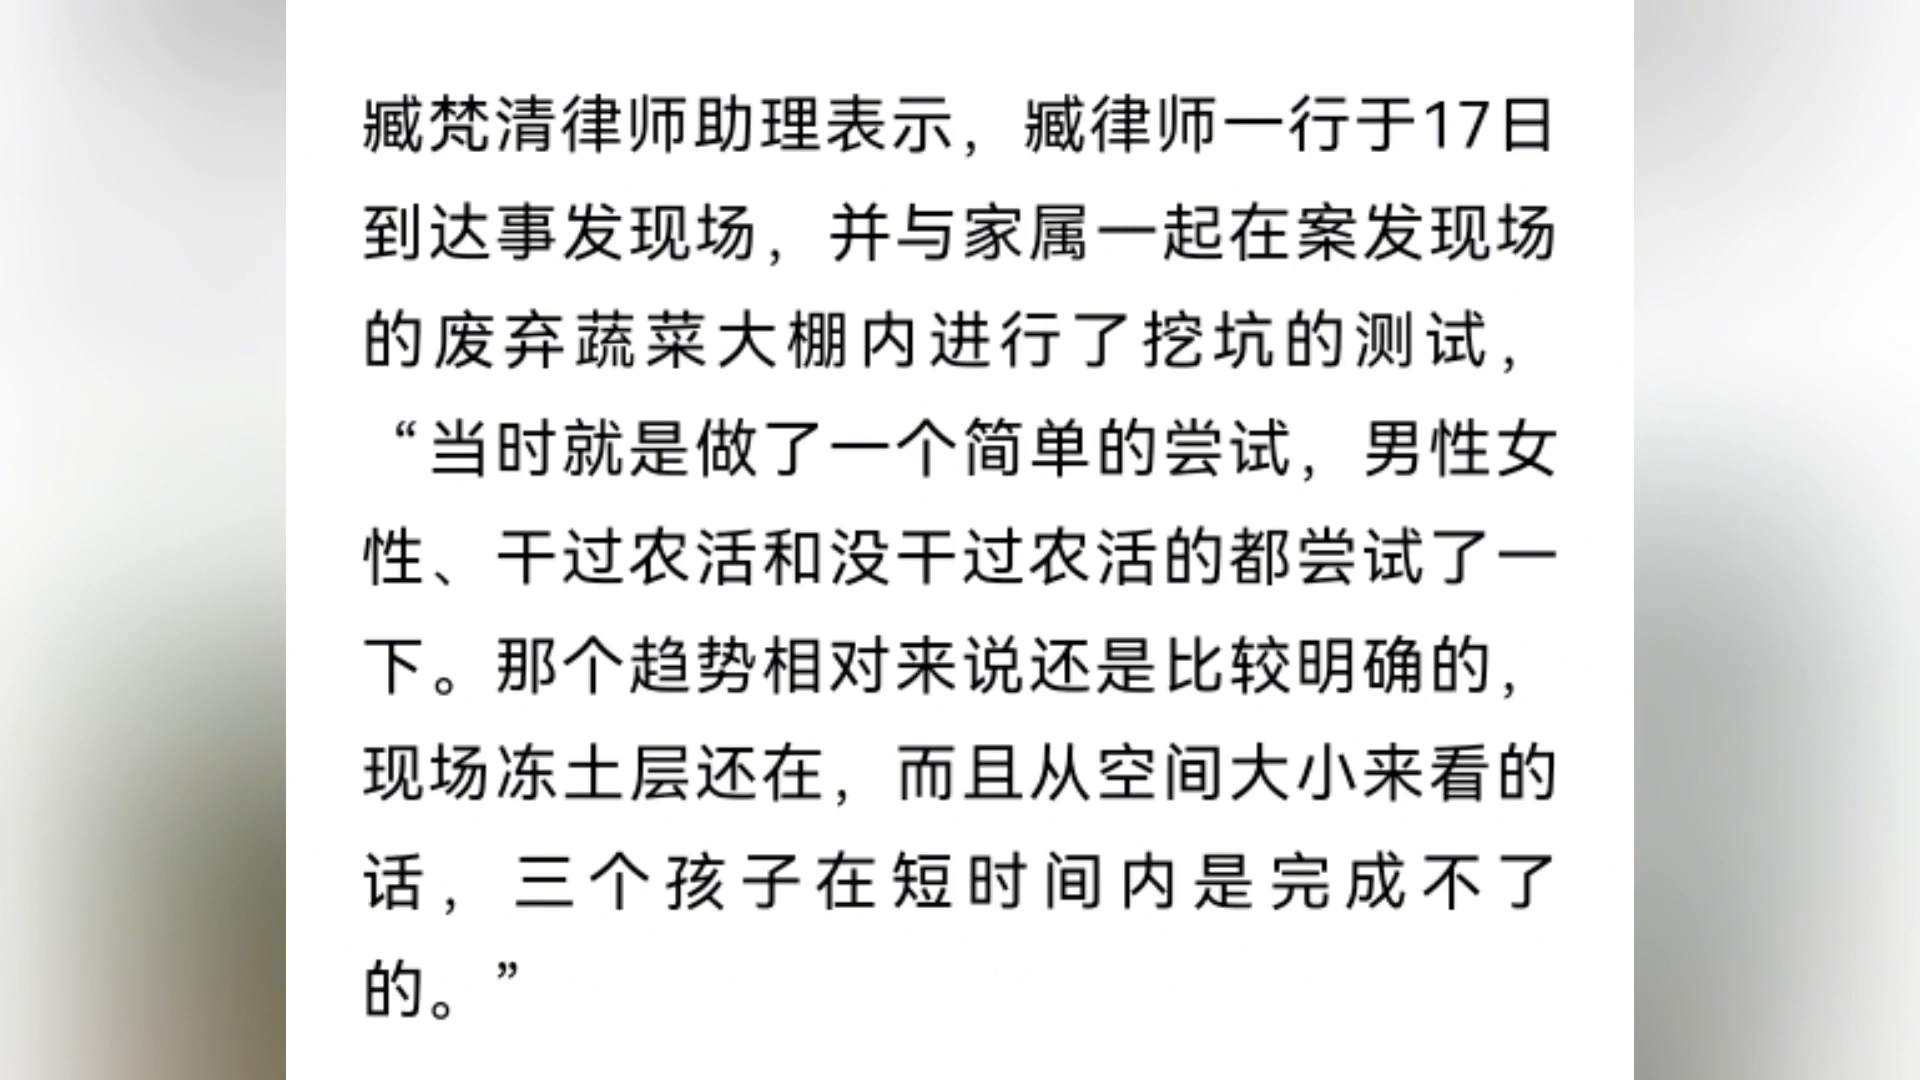 臧梵清律师助理表示，臧律师一行于17日
到达事发现场，并与家属一起在案发现场
的废弃蔬菜大棚内进行了挖坑的测试，
“当时就是做了一个简单的尝试，男性女
性、干过农活和没干过农活的都尝试了一
下。那个趋势相对来说还是比较明确的，
现场冻土层还在，而且从空间大小来看的
话，三个孩子在短时间内是完成不了
的。”